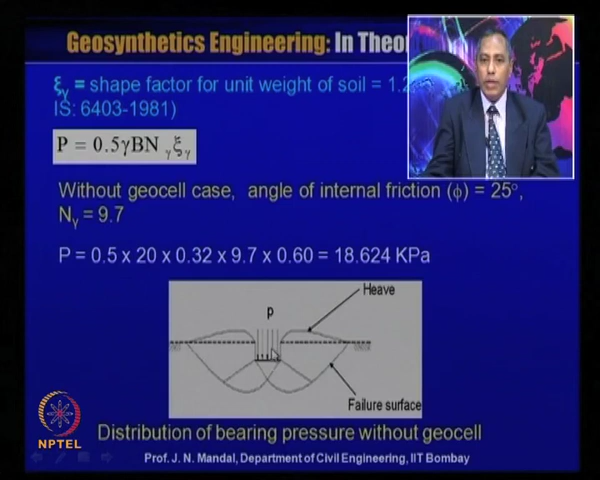 Geosynthetics Engineering: In Theor
ξγ = shape factor for unit weight of soil = 1.2
IS: 6403-1981)
P = 0.5γBN γ ξγ
Without geocell case, angle of internal friction (ϕ) = 25°,
Nγ = 9.7
P = 0.5 x 20 x 0.32 x 9.7 x 0.60 = 18.624 KPa
Heave
p
Failure surface
NPTEL
Distribution of bearing pressure without geocell
Prof. J. N. Mandal, Department of Civil Engineering, IIT Bombay